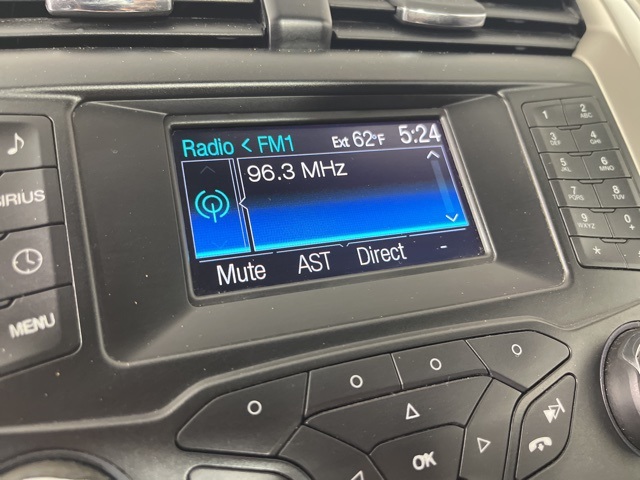 Radio < FM1 Ext 62°F 5:24
96.3 MHz
Mute AST Direct -
SIRIUS
MENU
1 2 ABC
3 DEF 4 GHI
5 JKL 6 MNO
7 PQRS 8 TUV
9 WXYZ 0 +
* #
OK